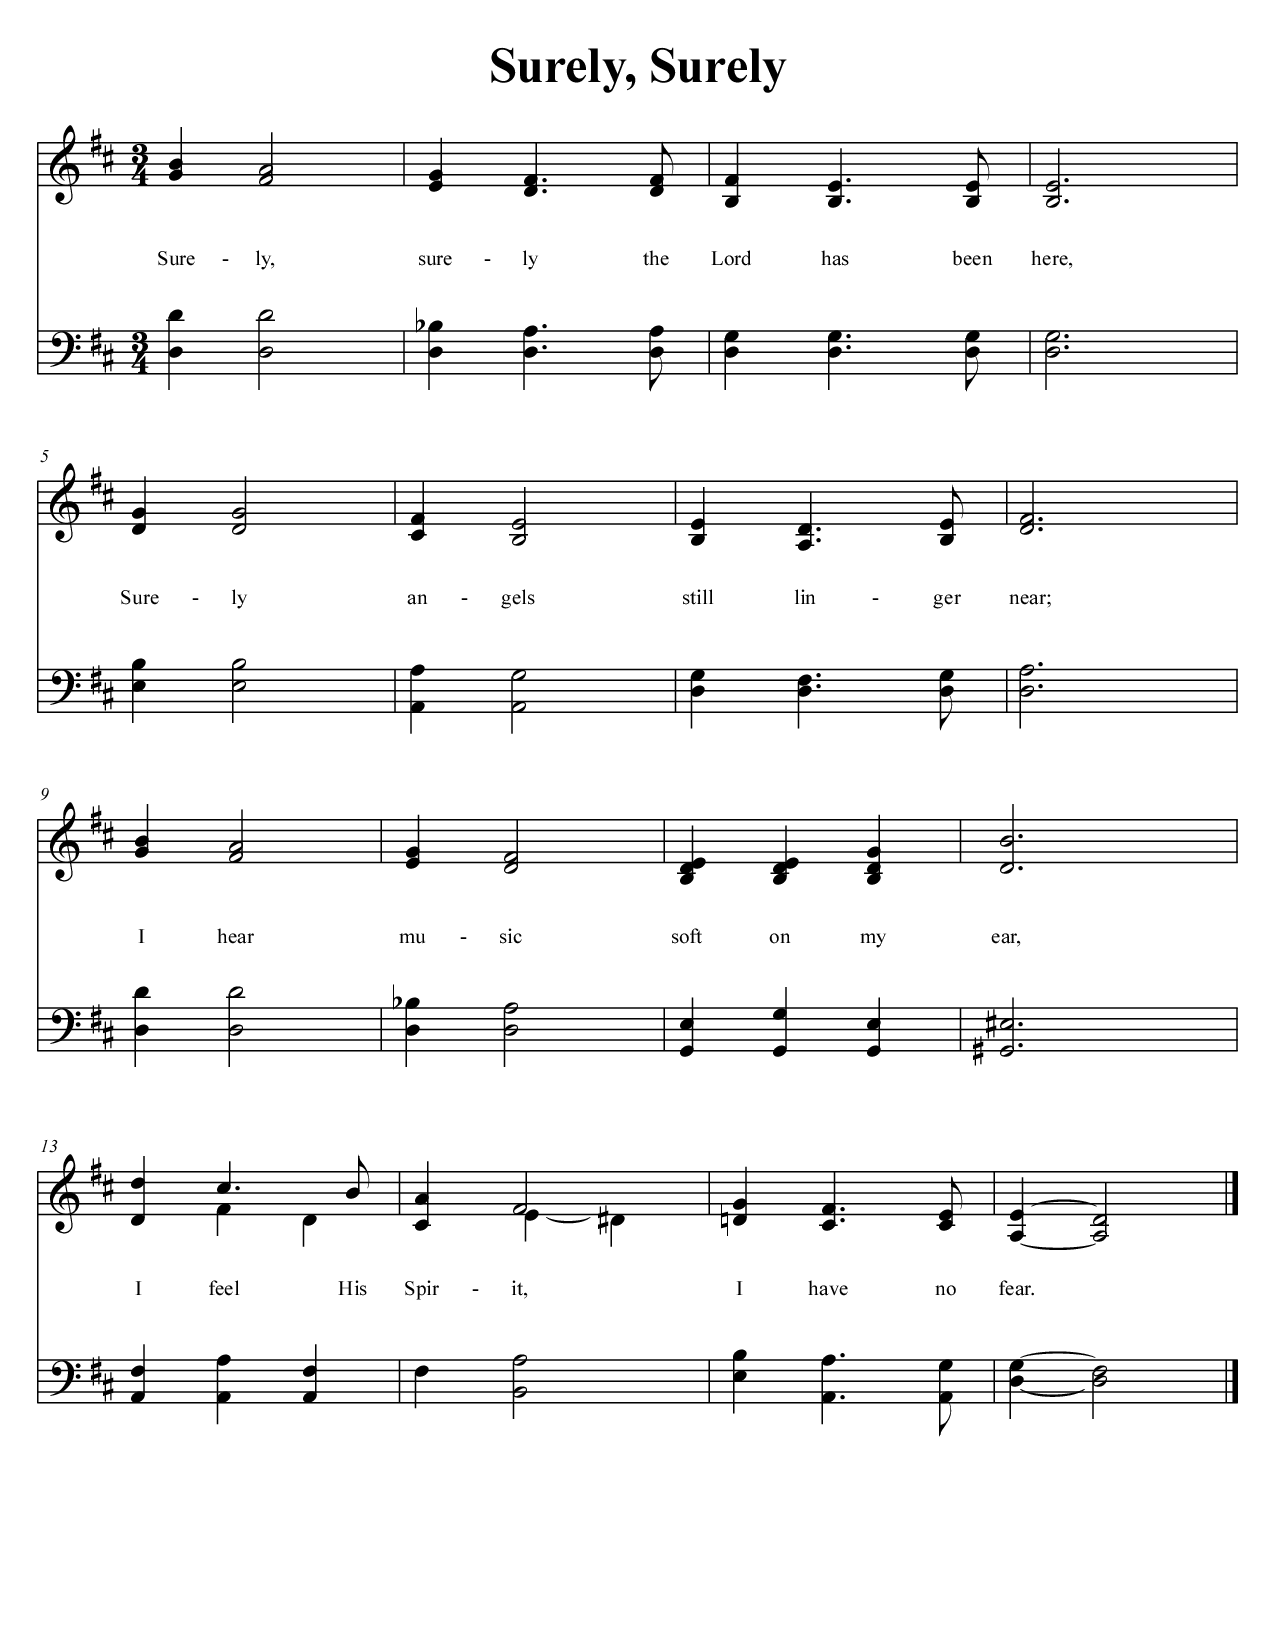 Surely, Surely
3
4
Sure - ly, sure - ly the Lord has been here,
3
4
5
Sure - ly an - gels still lin - ger near;
9
I hear mu - sic soft on my ear,
13
I feel His Spir - it, I have no fear.